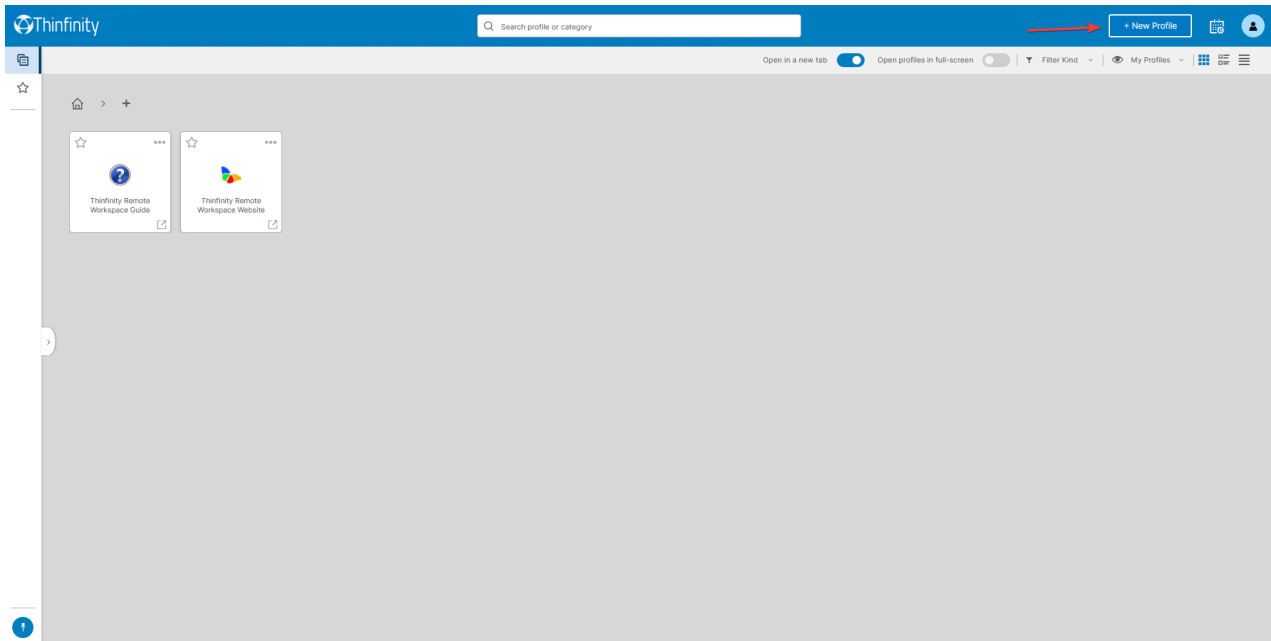 Thinfinity
Search profile or category
+ New Profile
Open in a new tab
Open profiles in full-screen
Filter Kind
My Profiles
Thinfinity Remote
Workspace Guide
Thinfinity Remote
Workspace Website